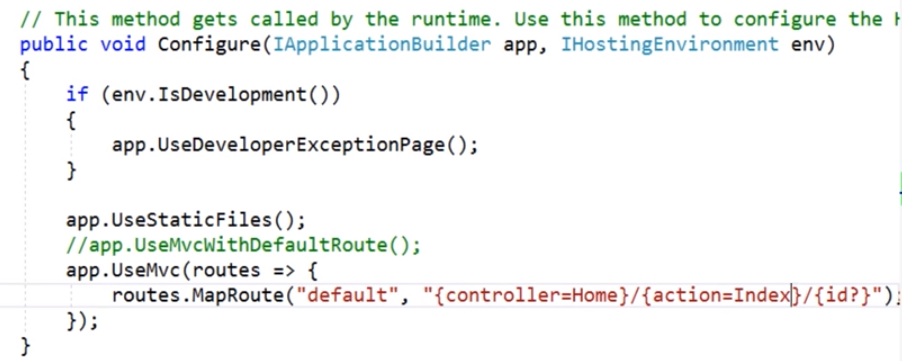 // This method gets called by the runtime. Use this method to configure the
public void Configure(IApplicationBuilder app, IHostingEnvironment env)
{
if (env.IsDevelopment())
{
app.UseDeveloperExceptionPage();
}
app.UseStaticFiles();
//app.UseMvcWithDefaultRoute();
app.UseMvc(routes => {
routes.MapRoute("default", "{controller=Home}/{action=Index}/{id?}");
});
}